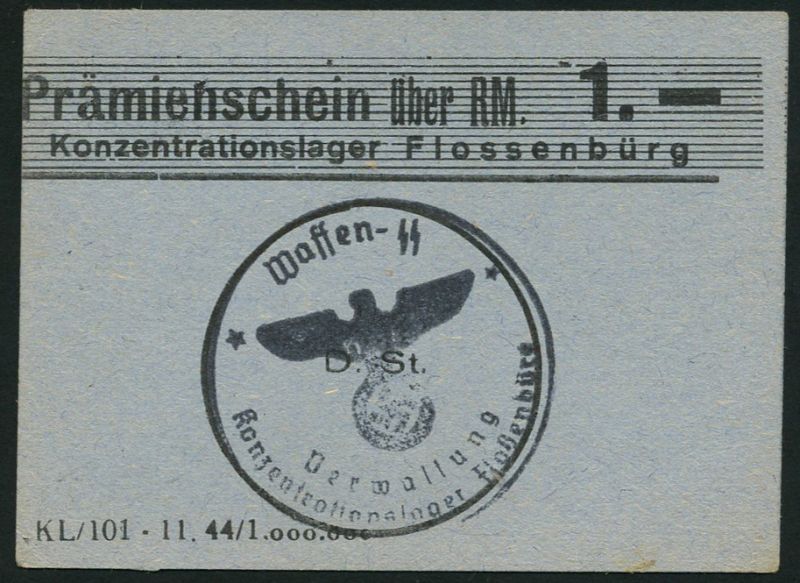 Prämienschein über RM. 1.—
Konzentrationslager Flossenbürg
Waffen-SS
D. St.
Verwaltung
Konzentrationslager Floßenbürg
KL/101 - 11. 44/1.000.000